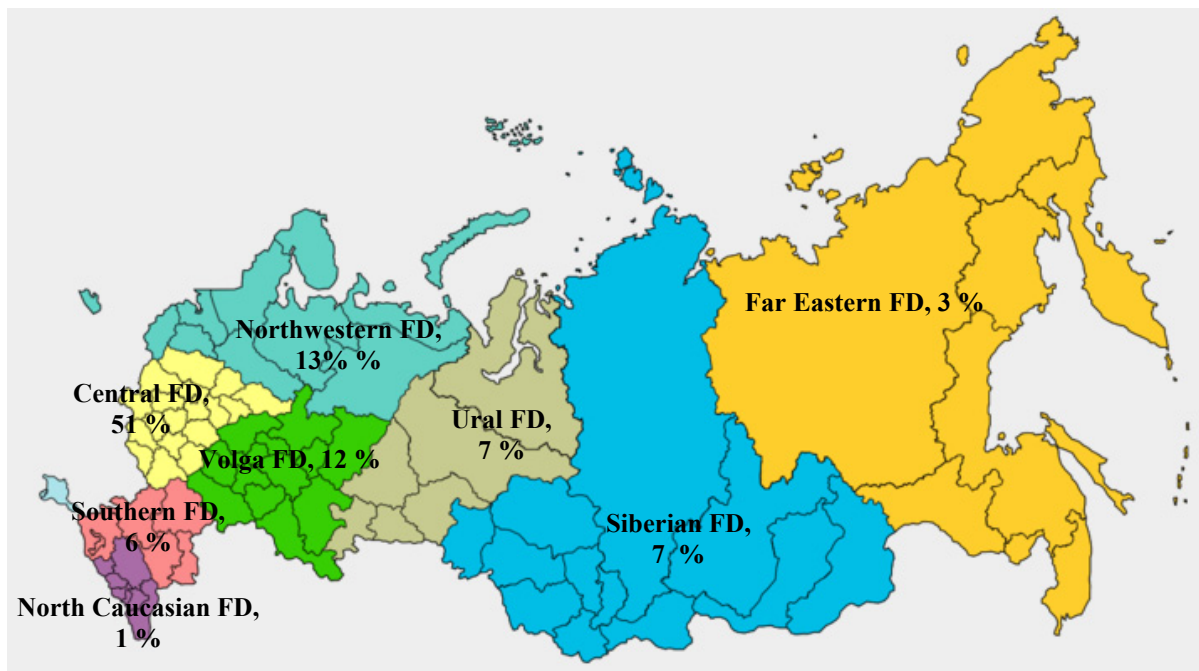 Far Eastern FD, 3 %
Northwestern FD,
13% %
Central FD,
51 %
Ural FD,
7 %
Volga FD, 12 %
Southern FD,
6 %
Siberian FD,
7 %
North Caucasian FD,
1 %